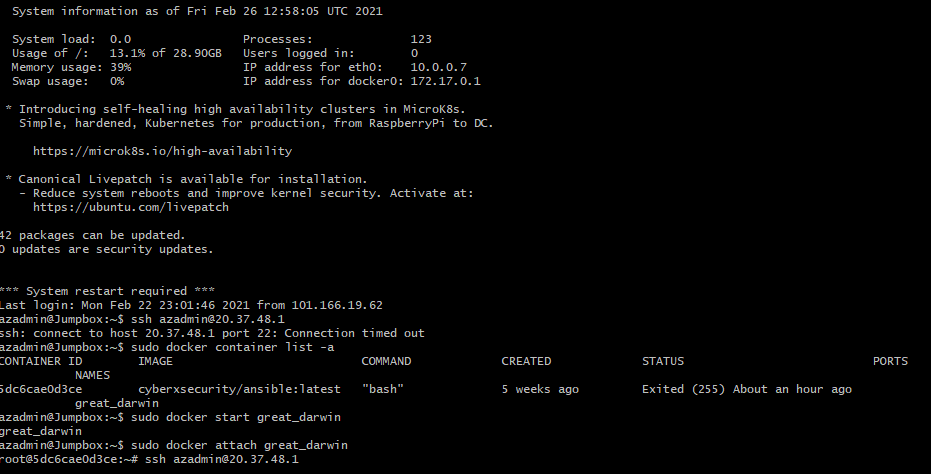 System information as of Fri Feb 26 12:58:05 UTC 2021
System load: 0.0 Processes: 123
Usage of /: 13.1% of 28.90GB Users logged in: 0
Memory usage: 39% IP address for eth0: 10.0.0.7
Swap usage: 0% IP address for docker0: 172.17.0.1
* Introducing self-healing high availability clusters in MicroK8s.
Simple, hardened, Kubernetes for production, from RaspberryPi to DC.
https://microk8s.io/high-availability
* Canonical Livepatch is available for installation.
- Reduce system reboots and improve kernel security. Activate at:
https://ubuntu.com/livepatch
42 packages can be updated.
0 updates are security updates.
*** System restart required ***
Last login: Mon Feb 22 23:01:46 2021 from 101.166.19.62
azadmin@Jumpbox:~$ ssh azadmin@20.37.48.1
ssh: connect to host 20.37.48.1 port 22: Connection timed out
azadmin@Jumpbox:~$ sudo docker container list -a
CONTAINER ID IMAGE COMMAND CREATED STATUS PORTS
NAMES
5dc6cae0d3ce cyberxsecurity/ansible:latest "bash" 5 weeks ago Exited (255) About an hour ago
great_darwin
azadmin@Jumpbox:~$ sudo docker start great_darwin
great_darwin
azadmin@Jumpbox:~$ sudo docker attach great_darwin
root@5dc6cae0d3ce:~# ssh azadmin@20.37.48.1